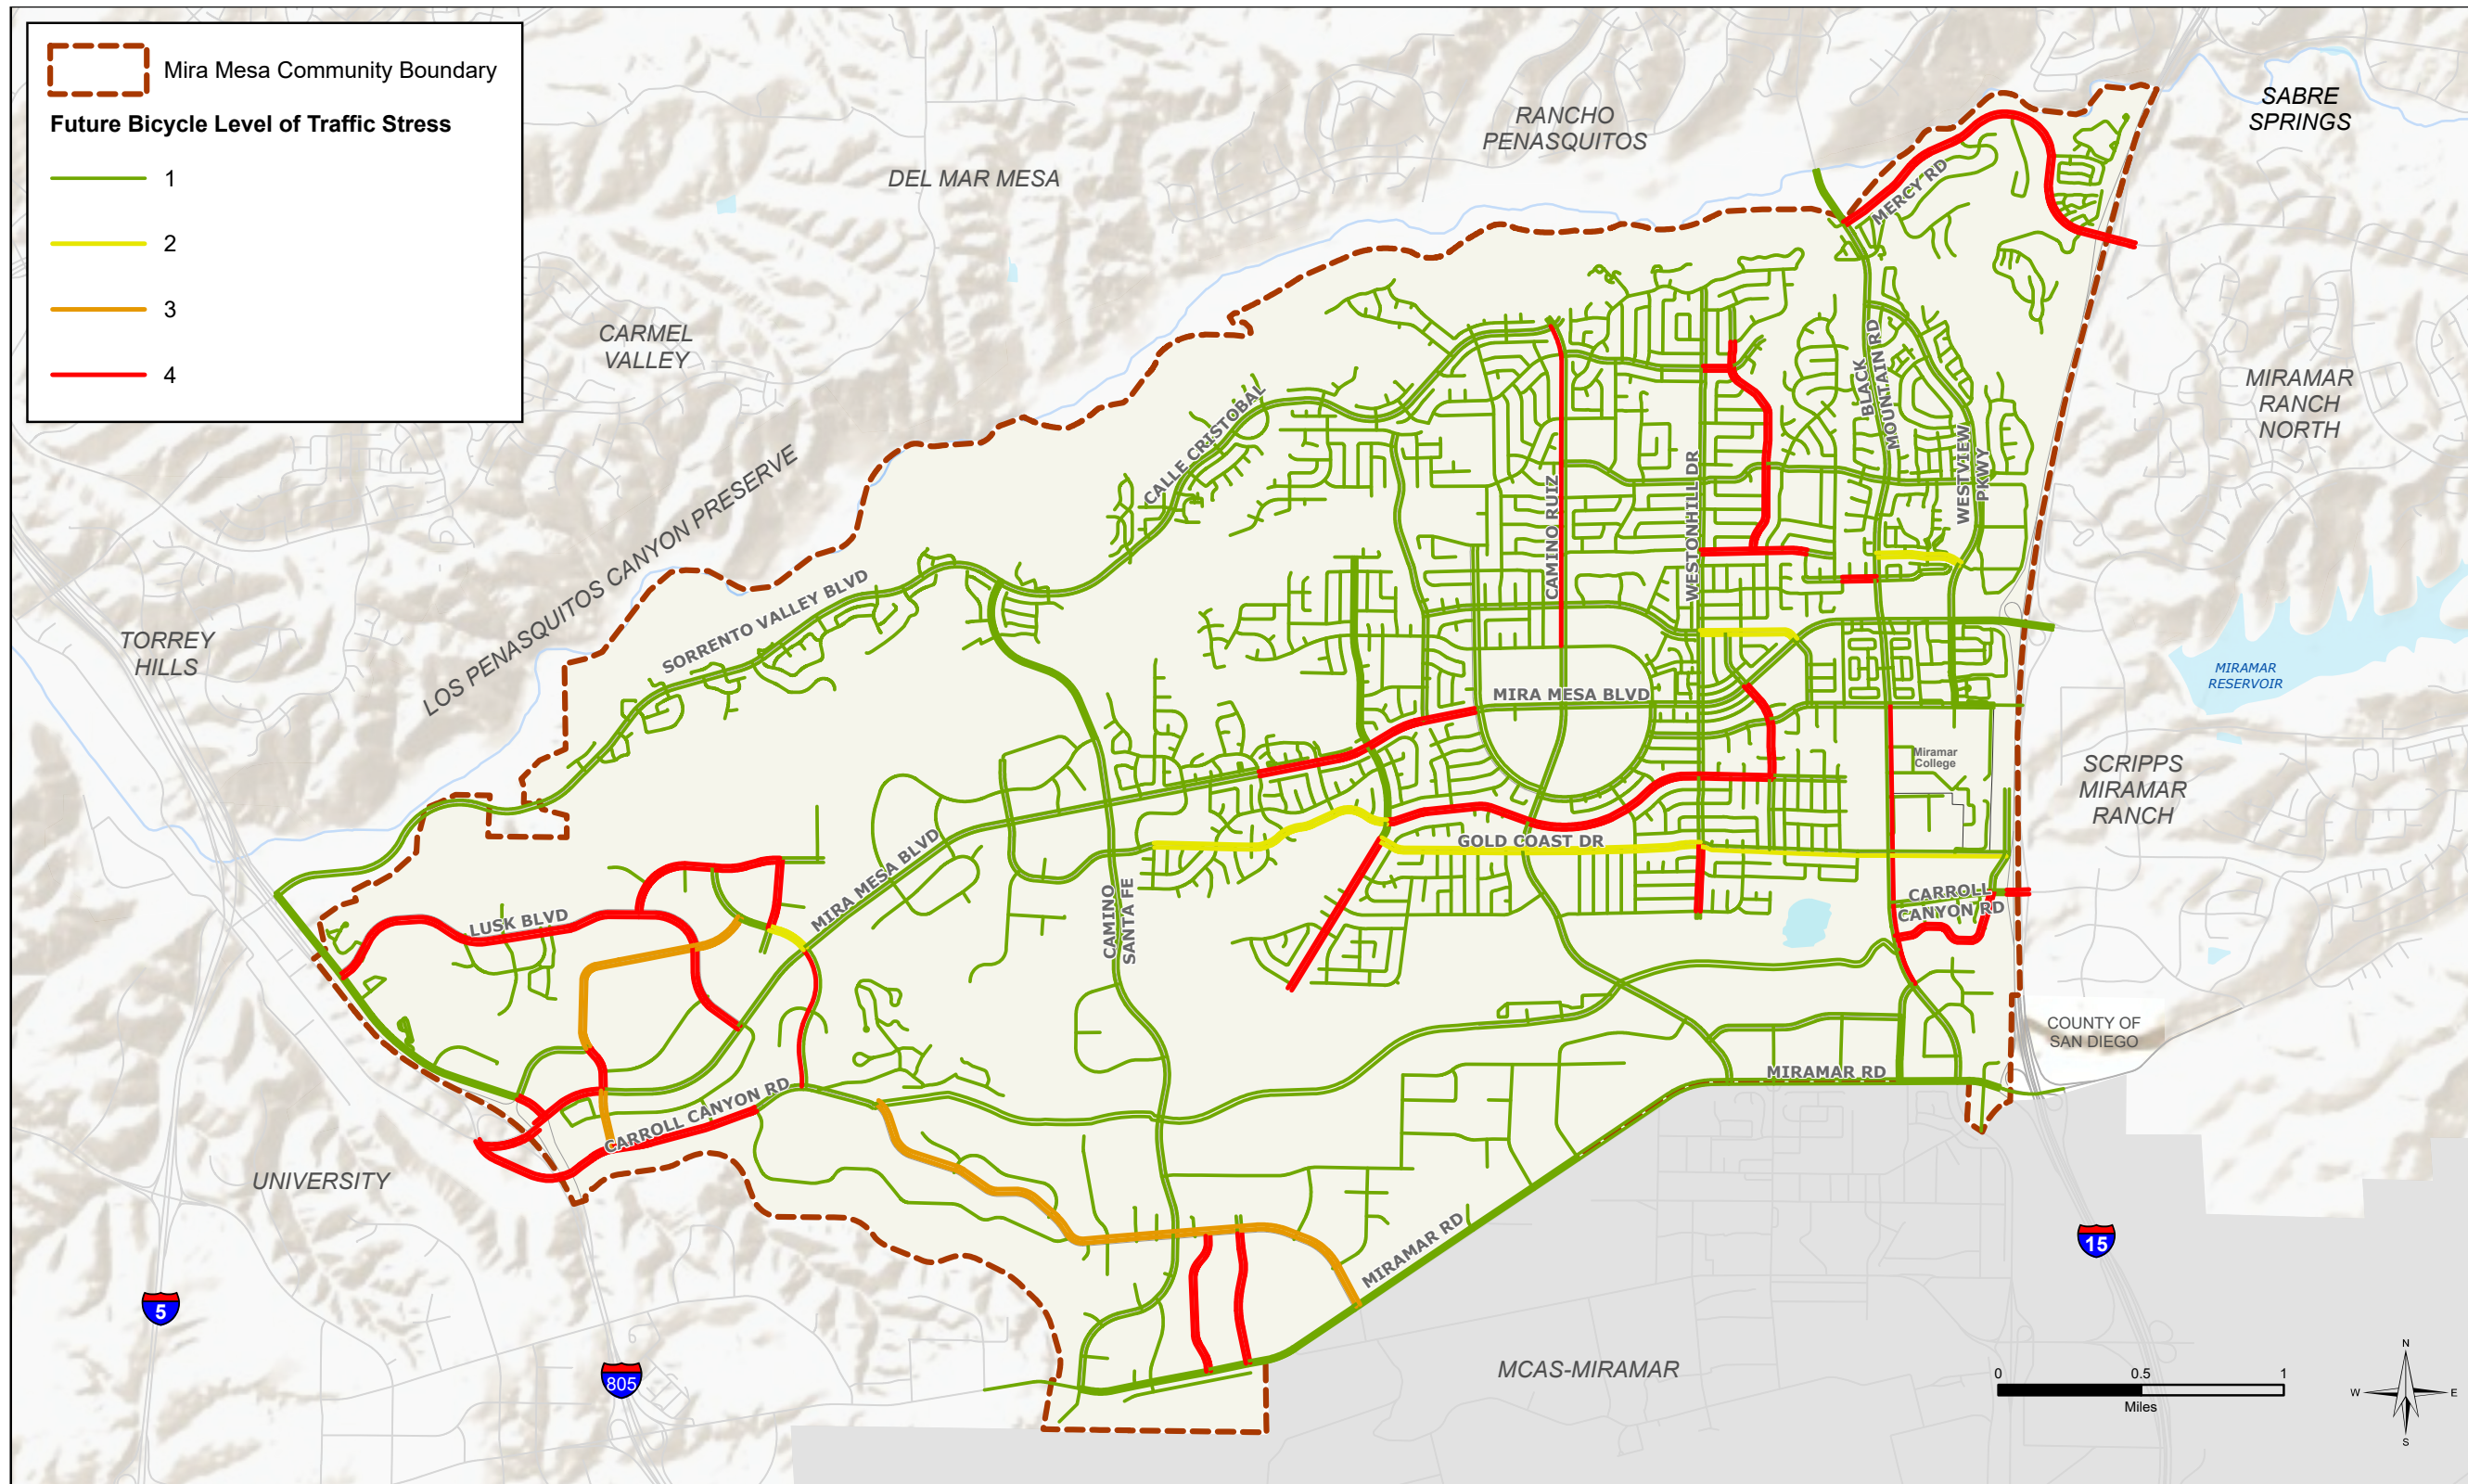 Mira Mesa Community Boundary
Future Bicycle Level of Traffic Stress
1
2
3
4
SABRE
SPRINGS
RANCHO
PENASQUITOS
DEL MAR MESA
MERCY RD
CARMEL
VALLEY
BLACK
MOUNTAIN RD
MIRAMAR
RANCH
NORTH
CALLE CRISTOBAL
WESTVIEW
PKWY
LOS PENASQUITOS CANYON PRESERVE
CAMINO RUIZ
WESTONHILL DR
SORRENTO VALLEY BLVD
TORREY
HILLS
MIRAMAR
RESERVOIR
MIRA MESA BLVD
Miramar
College
SCRIPPS
MIRAMAR
RANCH
GOLD COAST DR
MIRA MESA BLVD
LUSK BLVD
CAMINO
SANTA FE
CARROLL
CANYON RD
COUNTY OF
SAN DIEGO
MIRAMAR RD
CARROLL CANYON RD
UNIVERSITY
MIRAMAR RD
15
5
805
MCAS-MIRAMAR
0
0.5
1
Miles
N
W
E
S